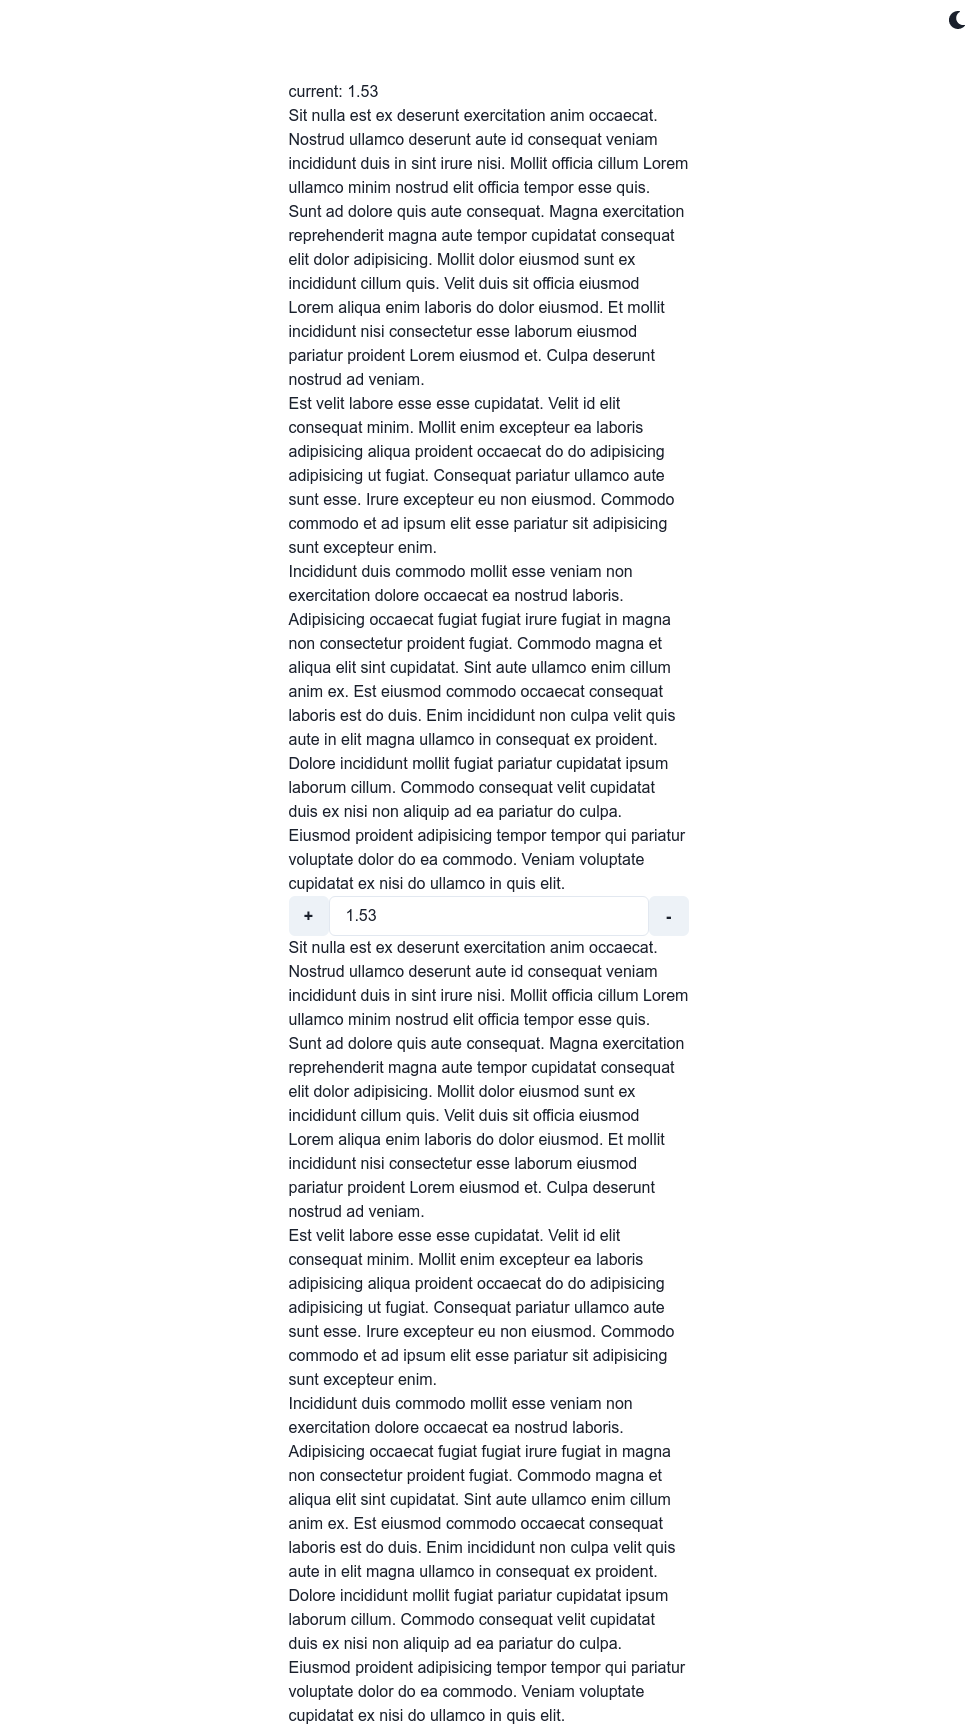 current: 1.53
Sit nulla est ex deserunt exercitation anim occaecat.
Nostrud ullamco deserunt aute id consequat veniam
incididunt duis in sint irure nisi. Mollit officia cillum Lorem
ullamco minim nostrud elit officia tempor esse quis.
Sunt ad dolore quis aute consequat. Magna exercitation
reprehenderit magna aute tempor cupidatat consequat
elit dolor adipisicing. Mollit dolor eiusmod sunt ex
incididunt cillum quis. Velit duis sit officia eiusmod
Lorem aliqua enim laboris do dolor eiusmod. Et mollit
incididunt nisi consectetur esse laborum eiusmod
pariatur proident Lorem eiusmod et. Culpa deserunt
nostrud ad veniam.
Est velit labore esse esse cupidatat. Velit id elit
consequat minim. Mollit enim excepteur ea laboris
adipisicing aliqua proident occaecat do do adipisicing
adipisicing ut fugiat. Consequat pariatur ullamco aute
sunt esse. Irure excepteur eu non eiusmod. Commodo
commodo et ad ipsum elit esse pariatur sit adipisicing
sunt excepteur enim.
Incididunt duis commodo mollit esse veniam non
exercitation dolore occaecat ea nostrud laboris.
Adipisicing occaecat fugiat fugiat irure fugiat in magna
non consectetur proident fugiat. Commodo magna et
aliqua elit sint cupidatat. Sint aute ullamco enim cillum
anim ex. Est eiusmod commodo occaecat consequat
laboris est do duis. Enim incididunt non culpa velit quis
aute in elit magna ullamco in consequat ex proident.
Dolore incididunt mollit fugiat pariatur cupidatat ipsum
laborum cillum. Commodo consequat velit cupidatat
duis ex nisi non aliquip ad ea pariatur do culpa.
Eiusmod proident adipisicing tempor tempor qui pariatur
voluptate dolor do ea commodo. Veniam voluptate
cupidatat ex nisi do ullamco in quis elit.
+ 1.53 -
Sit nulla est ex deserunt exercitation anim occaecat.
Nostrud ullamco deserunt aute id consequat veniam
incididunt duis in sint irure nisi. Mollit officia cillum Lorem
ullamco minim nostrud elit officia tempor esse quis.
Sunt ad dolore quis aute consequat. Magna exercitation
reprehenderit magna aute tempor cupidatat consequat
elit dolor adipisicing. Mollit dolor eiusmod sunt ex
incididunt cillum quis. Velit duis sit officia eiusmod
Lorem aliqua enim laboris do dolor eiusmod. Et mollit
incididunt nisi consectetur esse laborum eiusmod
pariatur proident Lorem eiusmod et. Culpa deserunt
nostrud ad veniam.
Est velit labore esse esse cupidatat. Velit id elit
consequat minim. Mollit enim excepteur ea laboris
adipisicing aliqua proident occaecat do do adipisicing
adipisicing ut fugiat. Consequat pariatur ullamco aute
sunt esse. Irure excepteur eu non eiusmod. Commodo
commodo et ad ipsum elit esse pariatur sit adipisicing
sunt excepteur enim.
Incididunt duis commodo mollit esse veniam non
exercitation dolore occaecat ea nostrud laboris.
Adipisicing occaecat fugiat fugiat irure fugiat in magna
non consectetur proident fugiat. Commodo magna et
aliqua elit sint cupidatat. Sint aute ullamco enim cillum
anim ex. Est eiusmod commodo occaecat consequat
laboris est do duis. Enim incididunt non culpa velit quis
aute in elit magna ullamco in consequat ex proident.
Dolore incididunt mollit fugiat pariatur cupidatat ipsum
laborum cillum. Commodo consequat velit cupidatat
duis ex nisi non aliquip ad ea pariatur do culpa.
Eiusmod proident adipisicing tempor tempor qui pariatur
voluptate dolor do ea commodo. Veniam voluptate
cupidatat ex nisi do ullamco in quis elit.